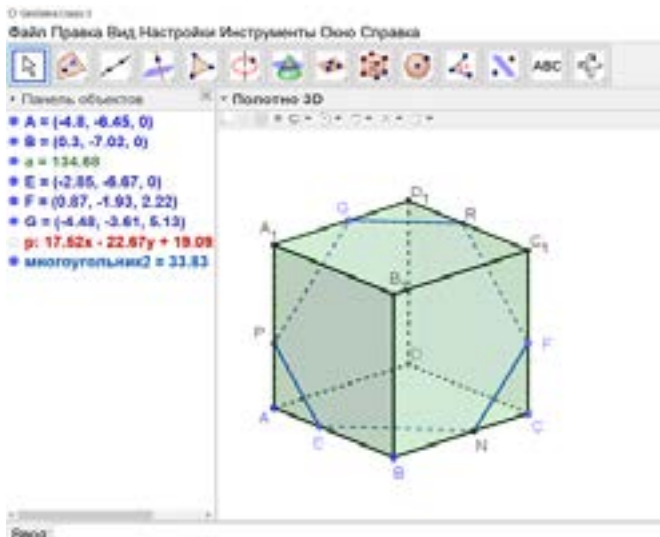 Файл Правка Вид Настройки Инструменты Окно Справка
ABC
Панель объектов
A = (-4.8, -6.45, 0)
B = (0.3, -7.02, 0)
a = 134.68
E = (-2.85, -6.67, 0)
F = (0.87, -1.93, 2.22)
G = (-4.48, -3.61, 5.13)
p: 17.52x - 22.67y + 19.09
многоугольник2 = 33.83
Полотно 3D
D₁
G
R
A₁
C₁
B₁
P
F
D
A
E
C
N
B
Ввод: